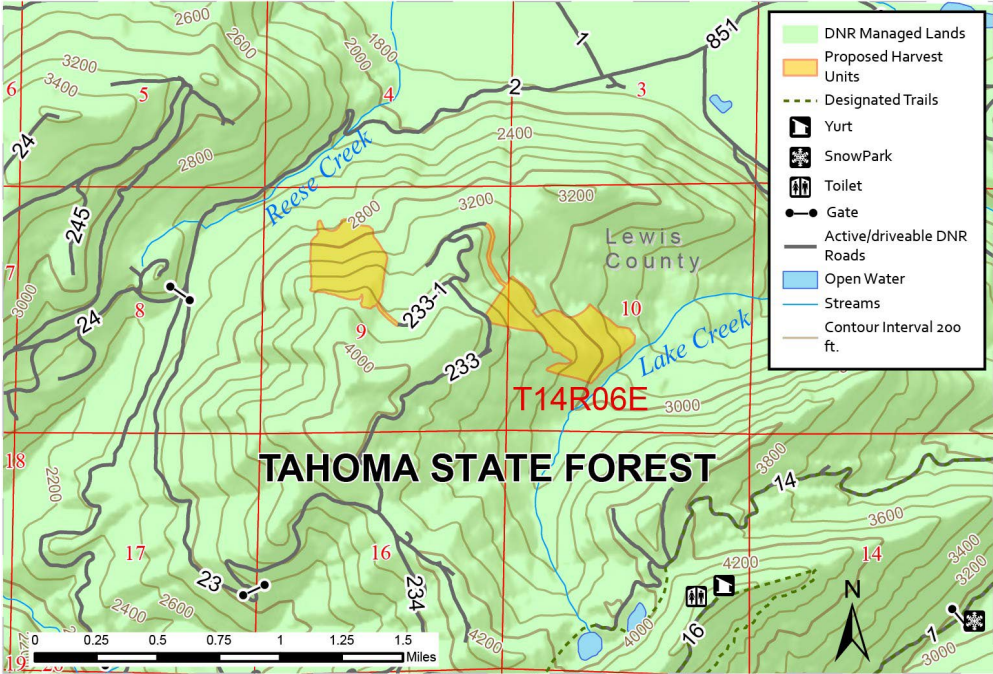 2600
2600
1800
2000
3200
3400
6
5
4
3
1
2
851
24
2800
2400
Reese Creek
245
2800
3200
3200
Lewis
County
7
3000
8
24
233-1
9
10
4000
233
Lake Creek
T14R06E
3000
18
2200
TAHOMA STATE FOREST
3800
14
3600
17
16
14
3400
3200
4200
23
234
2400
2600
4200
4000
16
1
3000
19
20
N
0 0.25 0.5 0.75 1 1.25 1.5
Miles
DNR Managed Lands
Proposed Harvest
Units
Designated Trails
Yurt
SnowPark
Toilet
Gate
Active/driveable DNR
Roads
Open Water
Streams
Contour Interval 200
ft.